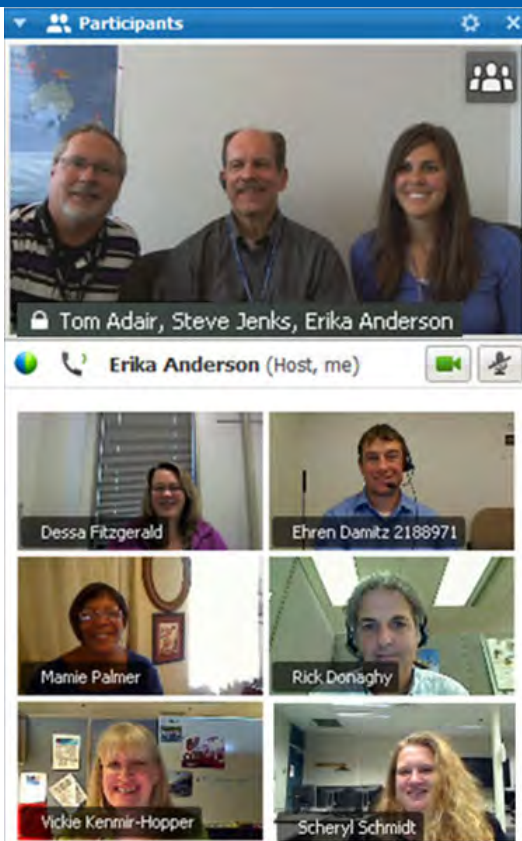 Participants
Tom Adair, Steve Jenks, Erika Anderson
Erika Anderson (Host, me)
Dessa Fitzgerald
Ehren Damitz 2188971
Mamie Palmer
Rick Donaghy
Vickie Kenmir-Hopper
Scheryl Schmidt